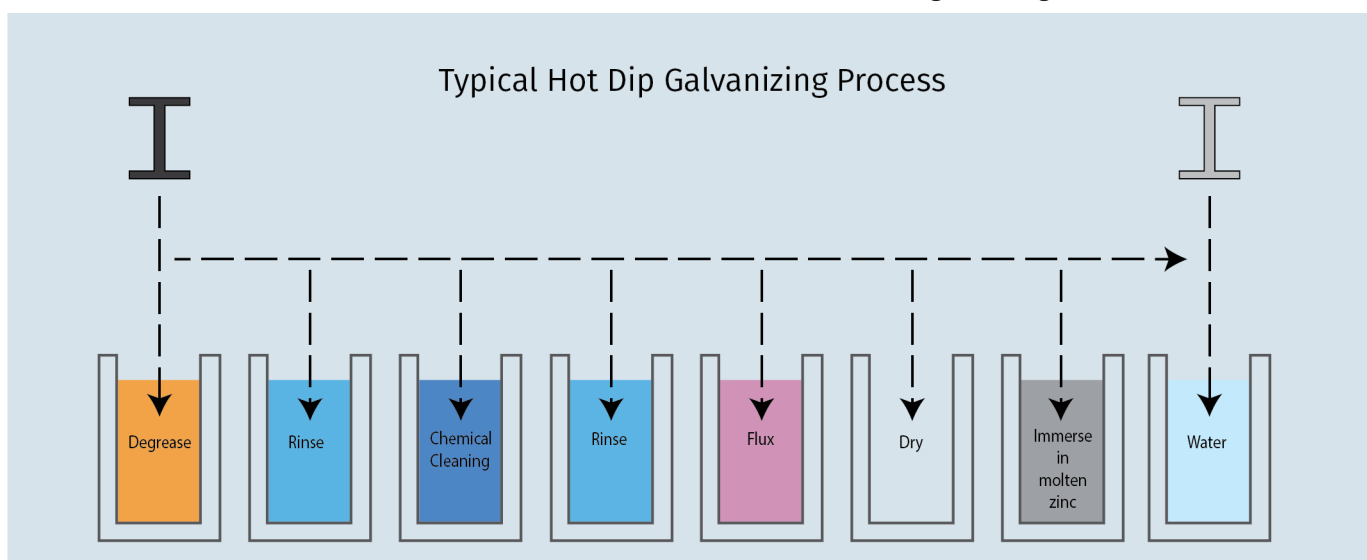 Typical Hot Dip Galvanizing Process
Degrease
Rinse
Chemical
Cleaning
Rinse
Flux
Dry
Immerse
in
molten
zinc
Water